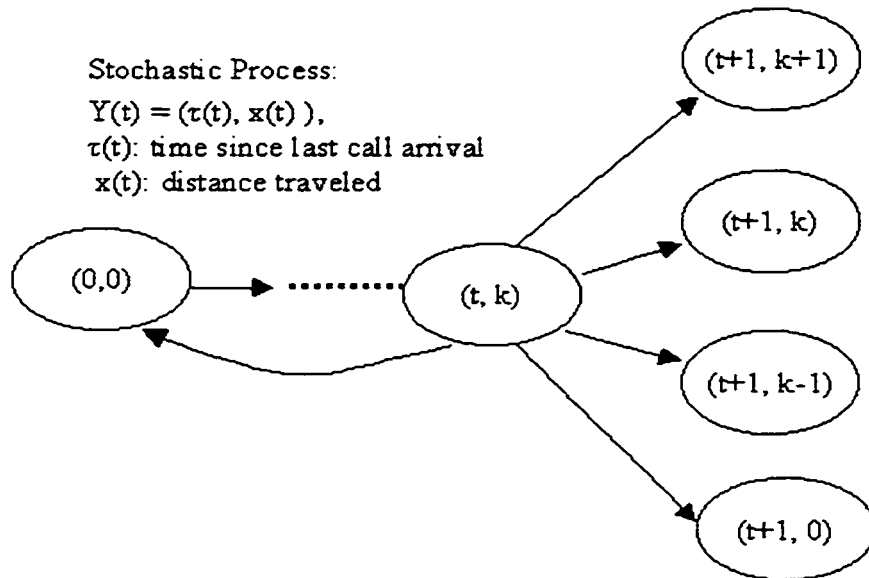 Stochastic Process:
Y(t) = (τ(t), x(t) ),
τ(t): time since last call arrival
x(t): distance traveled
(t+1, k+1)
(t+1, k)
(0,0)
(t, k)
(t+1, k-1)
(t+1, 0)